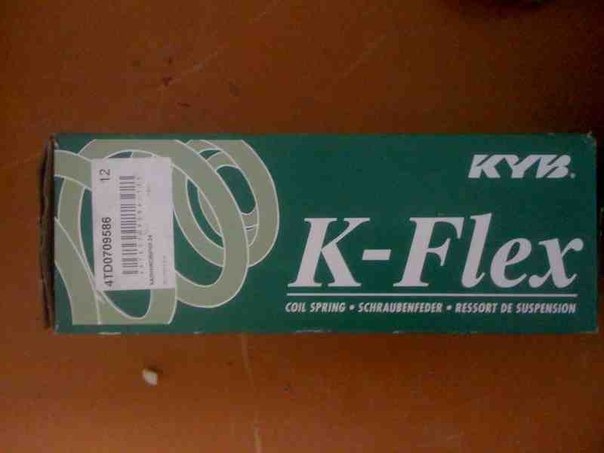 KYB
K-Flex
COIL SPRING • SCHRAUBENFEDER • RESSORT DE SUSPENSION
4TD0709586
12